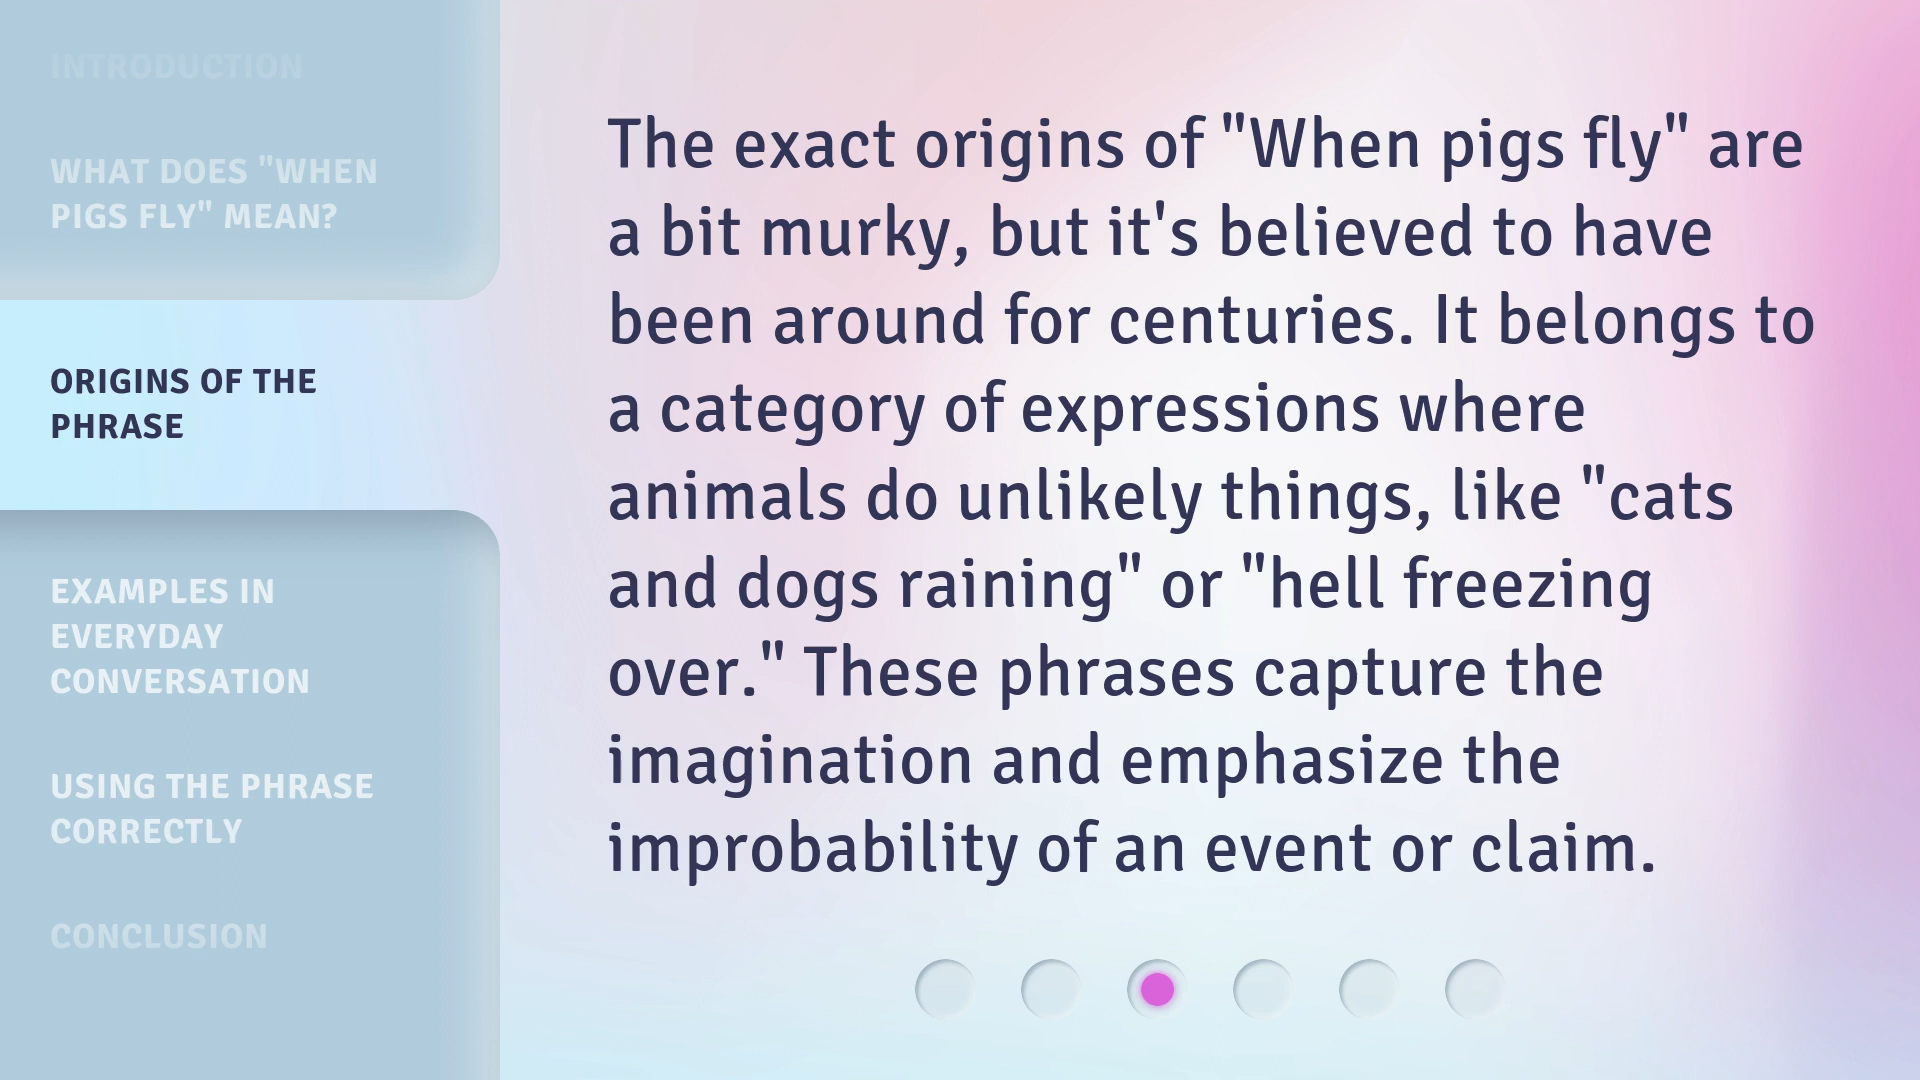 INTRODUCTION
WHAT DOES "WHEN
PIGS FLY" MEAN?
ORIGINS OF THE
PHRASE
EXAMPLES IN
EVERYDAY
CONVERSATION
USING THE PHRASE
CORRECTLY
CONCLUSION
The exact origins of "When pigs fly" are
a bit murky, but it's believed to have
been around for centuries. It belongs to
a category of expressions where
animals do unlikely things, like "cats
and dogs raining" or "hell freezing
over." These phrases capture the
imagination and emphasize the
improbability of an event or claim.